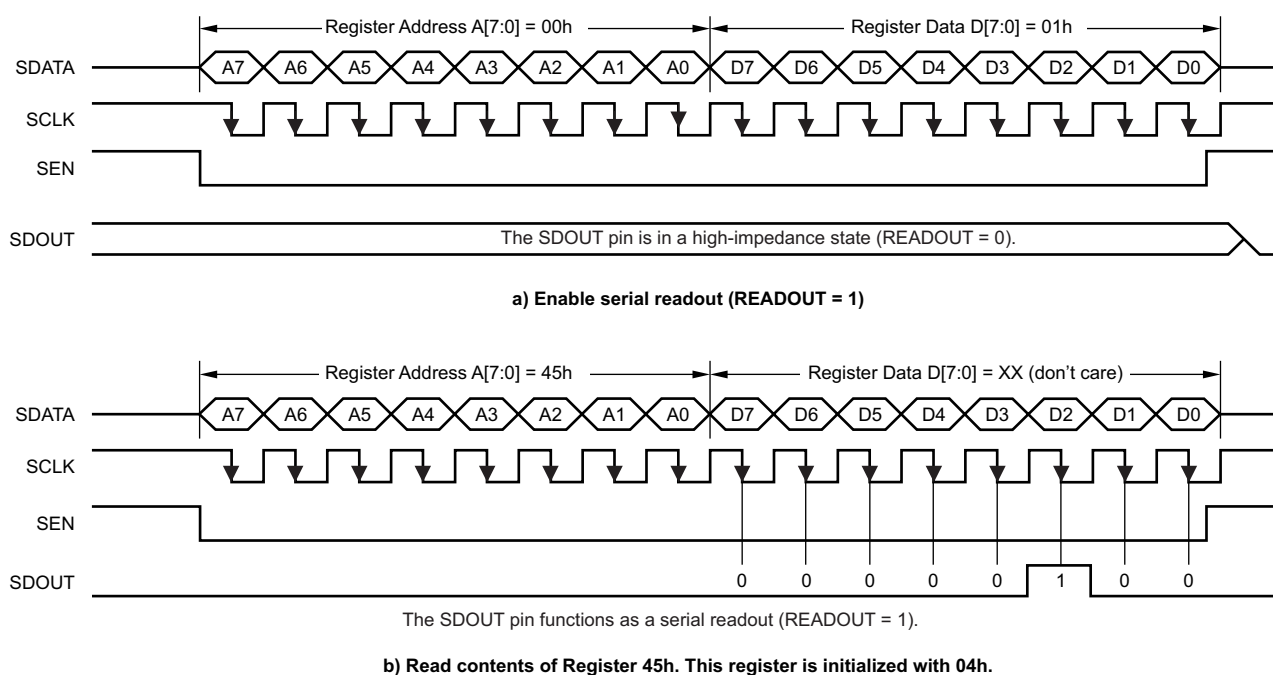 Register Address A[7:0] = 00h Register Data D[7:0] = 01h
SDATA A7 A6 A5 A4 A3 A2 A1 A0 D7 D6 D5 D4 D3 D2 D1 D0
SCLK
SEN
SDOUT The SDOUT pin is in a high-impedance state (READOUT = 0).
a) Enable serial readout (READOUT = 1)
Register Address A[7:0] = 45h Register Data D[7:0] = XX (don't care)
SDATA A7 A6 A5 A4 A3 A2 A1 A0 D7 D6 D5 D4 D3 D2 D1 D0
SCLK
SEN
SDOUT 0 0 0 0 0 1 0 0
The SDOUT pin functions as a serial readout (READOUT = 1).
b) Read contents of Register 45h. This register is initialized with 04h.